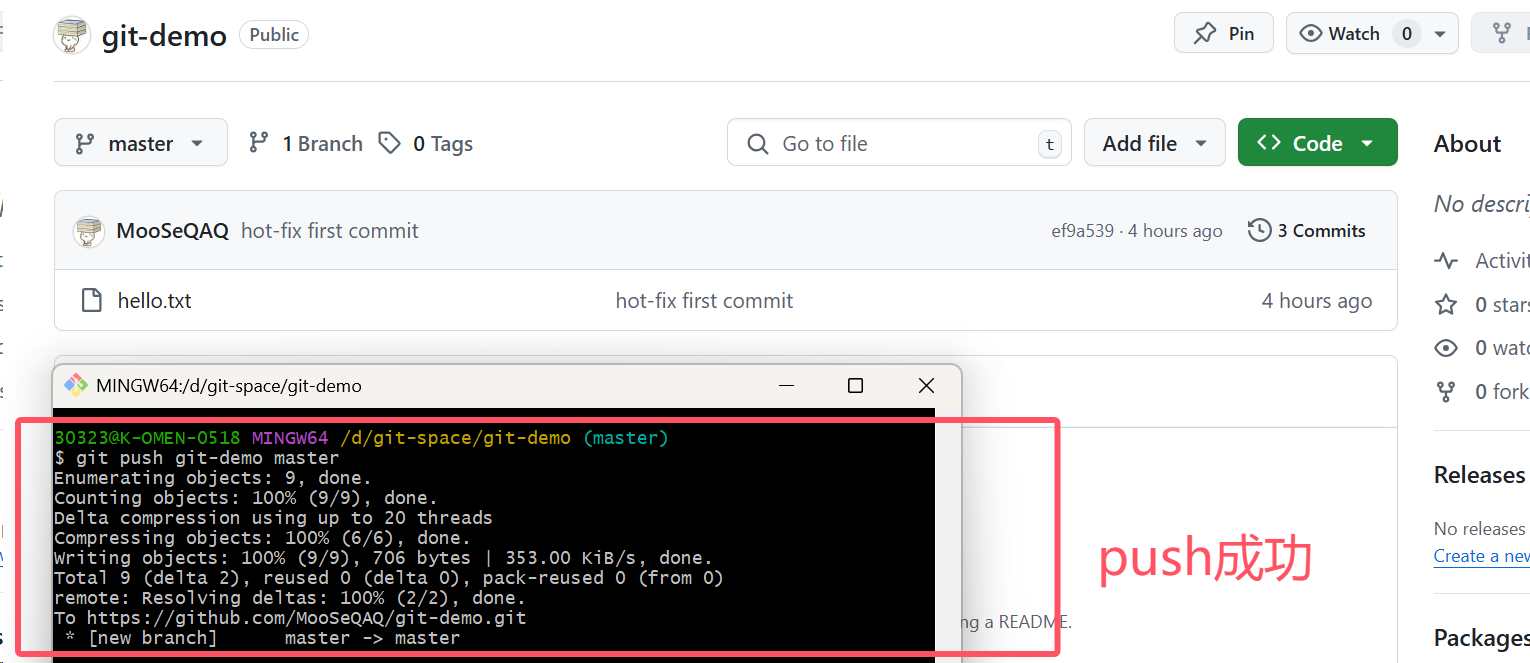 git-demo Public Pin Watch 0
master 1 Branch 0 Tags Go to file t Add file Code About
No descri
MooSeQAQ hot-fix first commit ef9a539 · 4 hours ago 3 Commits
Activit
hello.txt hot-fix first commit 4 hours ago
0 stars
0 watc
0 fork
MINGW64:/d/git-space/git-demo
30323@K-OMEN-0518 MINGW64 /d/git-space/git-demo (master)
$ git push git-demo master
Enumerating objects: 9, done.
Counting objects: 100% (9/9), done.
Delta compression using up to 20 threads
Compressing objects: 100% (6/6), done.
Writing objects: 100% (9/9), 706 bytes | 353.00 KiB/s, done.
Total 9 (delta 2), reused 0 (delta 0), pack-reused 0 (from 0)
remote: Resolving deltas: 100% (2/2), done.
To https://github.com/MooSeQAQ/git-demo.git
* [new branch] master -> master
push成功
ng a README.
Releases
No releases
Create a new
Packages